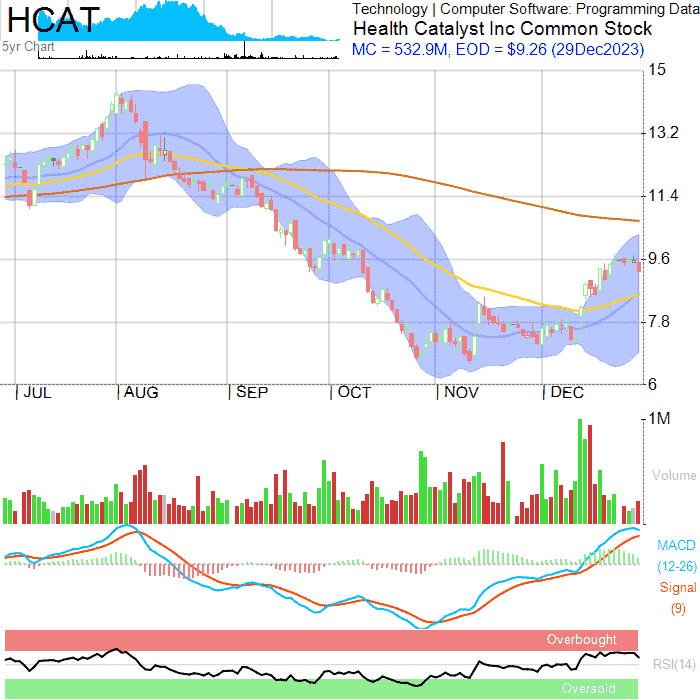 HCAT
5yr Chart
Technology | Computer Software: Programming Data
Health Catalyst Inc Common Stock
MC = 532.9M, EOD = $9.26 (29Dec2023)
15
13.2
11.4
9.6
7.8
6
JUL AUG SEP OCT NOV DEC
1M
Volume
MACD
(12-26)
Signal
(9)
Overbought
RSI(14)
Oversold